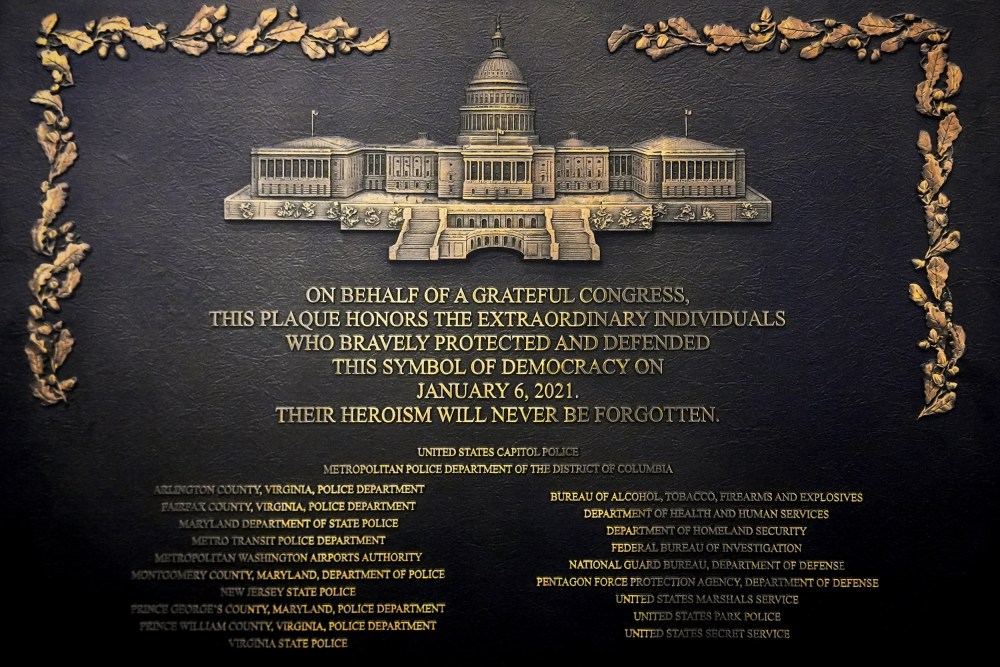 ON BEHALF OF A GRATEFUL CONGRESS,
THIS PLAQUE HONORS THE EXTRAORDINARY INDIVIDUALS
WHO BRAVELY PROTECTED AND DEFENDED
THIS SYMBOL OF DEMOCRACY ON
JANUARY 6, 2021.
THEIR HEROISM WILL NEVER BE FORGOTTEN.
UNITED STATES CAPITOL POLICE
METROPOLITAN POLICE DEPARTMENT OF THE DISTRICT OF COLUMBIA
ARLINGTON COUNTY, VIRGINIA, POLICE DEPARTMENT
FAIRFAX COUNTY, VIRGINIA, POLICE DEPARTMENT
MARYLAND DEPARTMENT OF STATE POLICE
METRO TRANSIT POLICE DEPARTMENT
METROPOLITAN WASHINGTON AIRPORTS AUTHORITY
MONTGOMERY COUNTY, MARYLAND, DEPARTMENT OF POLICE
NEW JERSEY STATE POLICE
PRINCE GEORGE'S COUNTY, MARYLAND, POLICE DEPARTMENT
PRINCE WILLIAM COUNTY, VIRGINIA, POLICE DEPARTMENT
VIRGINIA STATE POLICE
BUREAU OF ALCOHOL, TOBACCO, FIREARMS AND EXPLOSIVES
DEPARTMENT OF HEALTH AND HUMAN SERVICES
DEPARTMENT OF HOMELAND SECURITY
FEDERAL BUREAU OF INVESTIGATION
NATIONAL GUARD BUREAU, DEPARTMENT OF DEFENSE
PENTAGON FORCE PROTECTION AGENCY, DEPARTMENT OF DEFENSE
UNITED STATES MARSHALS SERVICE
UNITED STATES PARK POLICE
UNITED STATES SECRET SERVICE